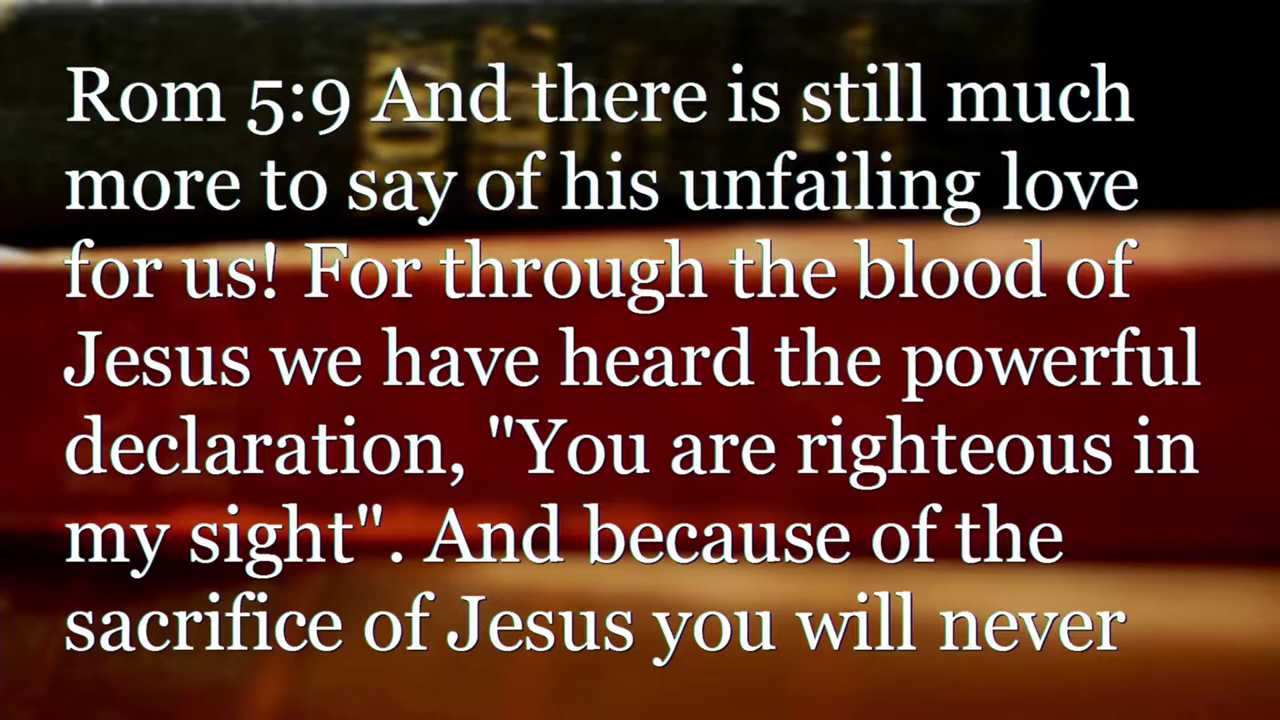 Rom 5:9 And there is still much
more to say of his unfailing love
for us! For through the blood of
Jesus we have heard the powerful
declaration, "You are righteous in
my sight". And because of the
sacrifice of Jesus you will never